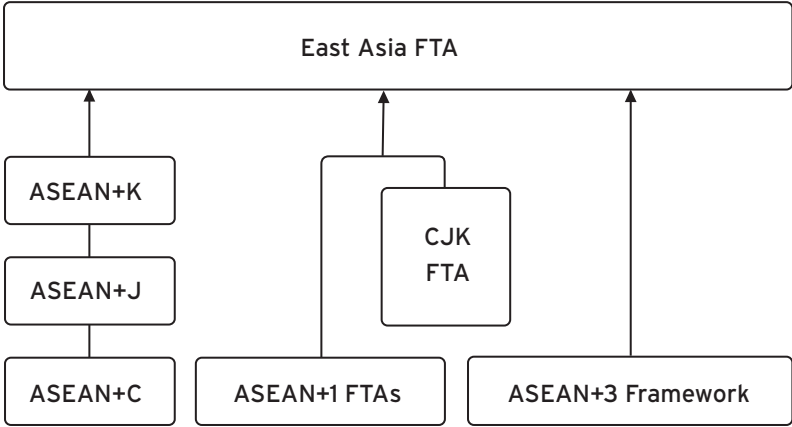 East Asia FTA
ASEAN+K
CJK
FTA
ASEAN+J
ASEAN+C
ASEAN+1 FTAs
ASEAN+3 Framework